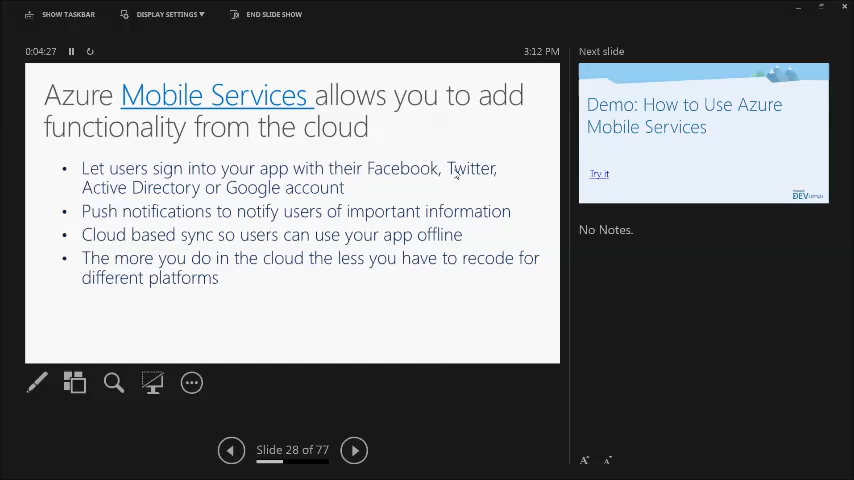 SHOW TASKBAR
DISPLAY SETTINGS ▼
END SLIDE SHOW
0:04:27
3:12 PM
Azure Mobile Services allows you to add
functionality from the cloud
• Let users sign into your app with their Facebook, Twitter,
Active Directory or Google account
• Push notifications to notify users of important information
• Cloud based sync so users can use your app offline
• The more you do in the cloud the less you have to recode for
different platforms
Slide 28 of 77
Next slide
Demo: How to Use Azure
Mobile Services
Try it
DEVcamps
No Notes.
A A